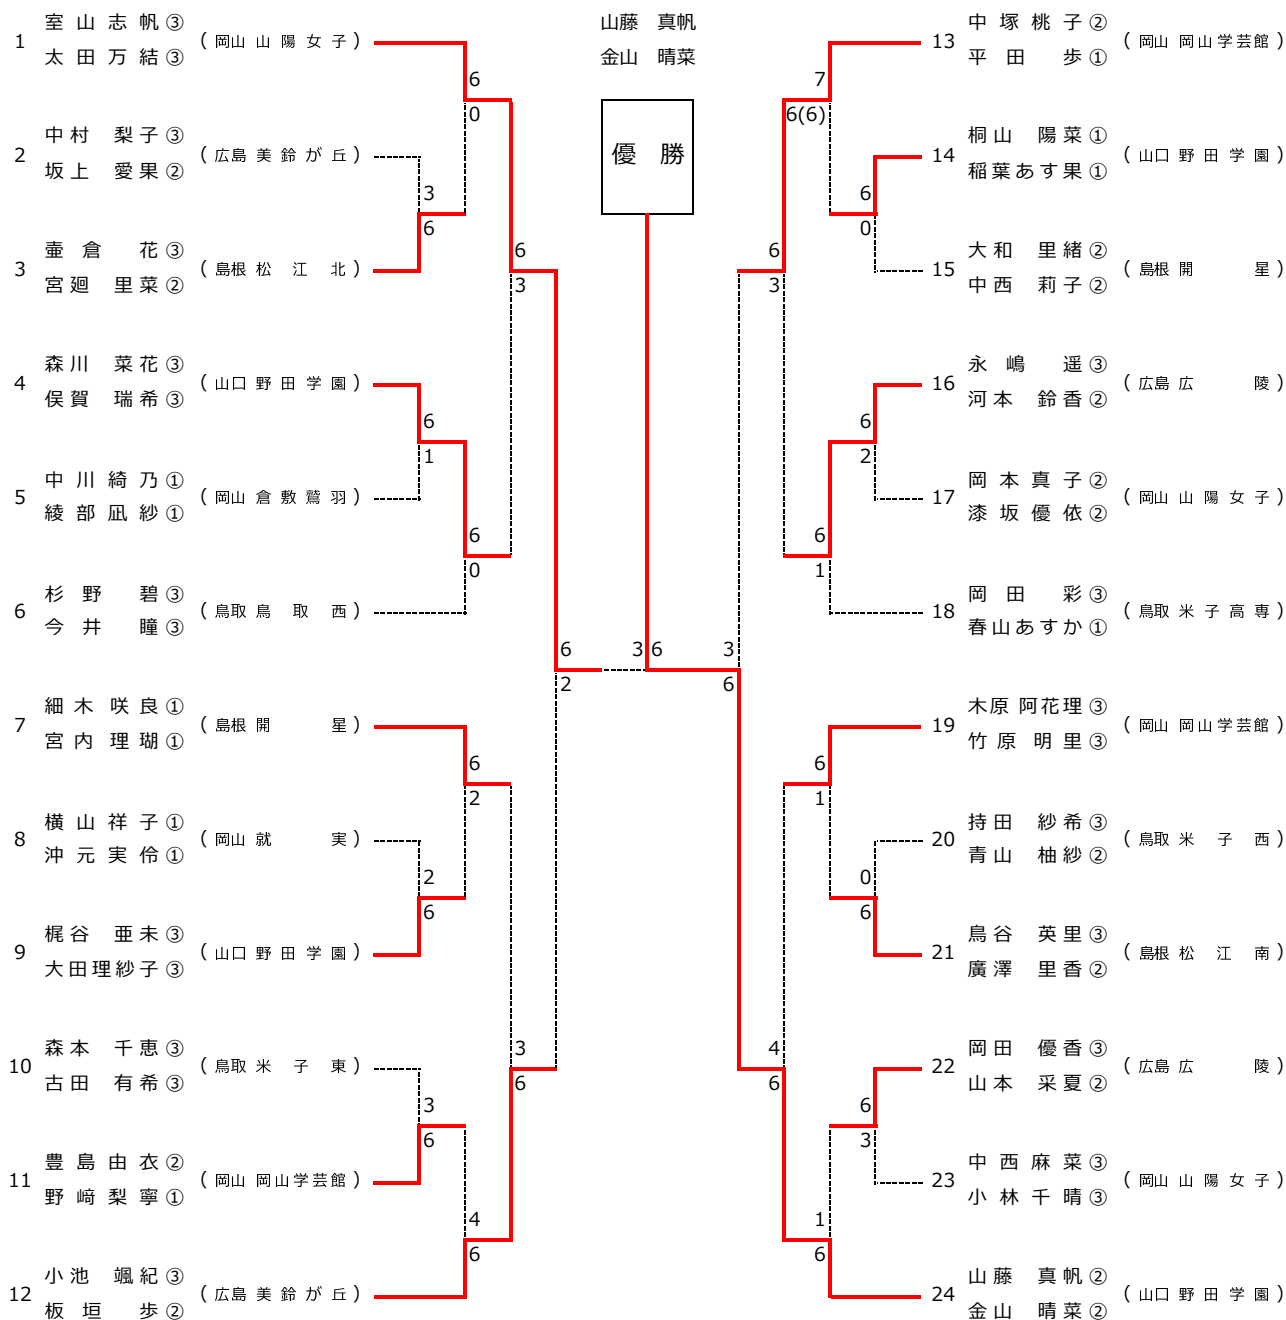 山藤 真帆
金山 晴菜
優勝
1 室山志帆③ (岡山 山陽女子)
太田万結③
2 中村 梨子③ (広島 美鈴が丘)
坂上 愛果②
3 壷倉 花③ (島根 松江北)
宮廻 里菜②
4 森川 菜花③ (山口 野田学園)
俣賀 瑞希③
5 中川綺乃① (岡山 倉敷鷲羽)
綾部凪紗①
6 杉野 碧③ (鳥取 鳥取西)
今井 瞳③
7 細木咲良① (島根 開星)
宮内理瑚①
8 横山祥子① (岡山 就実)
沖元実伶①
9 梶谷 亜未③ (山口 野田学園)
大田理紗子③
10 森本 千恵③ (鳥取 米子東)
古田 有希③
11 豊島由衣② (岡山 岡山学芸館)
野﨑梨寧①
12 小池 颯紀③ (広島 美鈴が丘)
板垣 歩②
6
0
3
6
6
3
6
1
6
0
6
2
6
2
2
6
3
6
3
6
4
6
3 6
13 中塚桃子② (岡山 岡山学芸館)
平田 歩①
14 桐山 陽菜① (山口 野田学園)
稲葉あす果①
15 大和 里緒② (島根 開星)
中西 莉子②
16 永嶋 遥③ (広島 広陵)
河本 鈴香②
17 岡本真子② (岡山 山陽女子)
漆坂優依②
18 岡田 彩③ (鳥取 米子高専)
春山あすか①
19 木原 阿花理③ (岡山 岡山学芸館)
竹原明里③
20 持田 紗希③ (鳥取 米子西)
青山 柚紗②
21 鳥谷 英里③ (島根 松江南)
廣澤 里香②
22 岡田 優香③ (広島 広陵)
山本 采夏②
23 中西麻菜③ (岡山 山陽女子)
小林千晴③
24 山藤 真帆② (山口 野田学園)
金山 晴菜②
7
6(6)
6
0
6
3
6
2
6
1
3
6
6
1
0
6
4
6
6
3
1
6